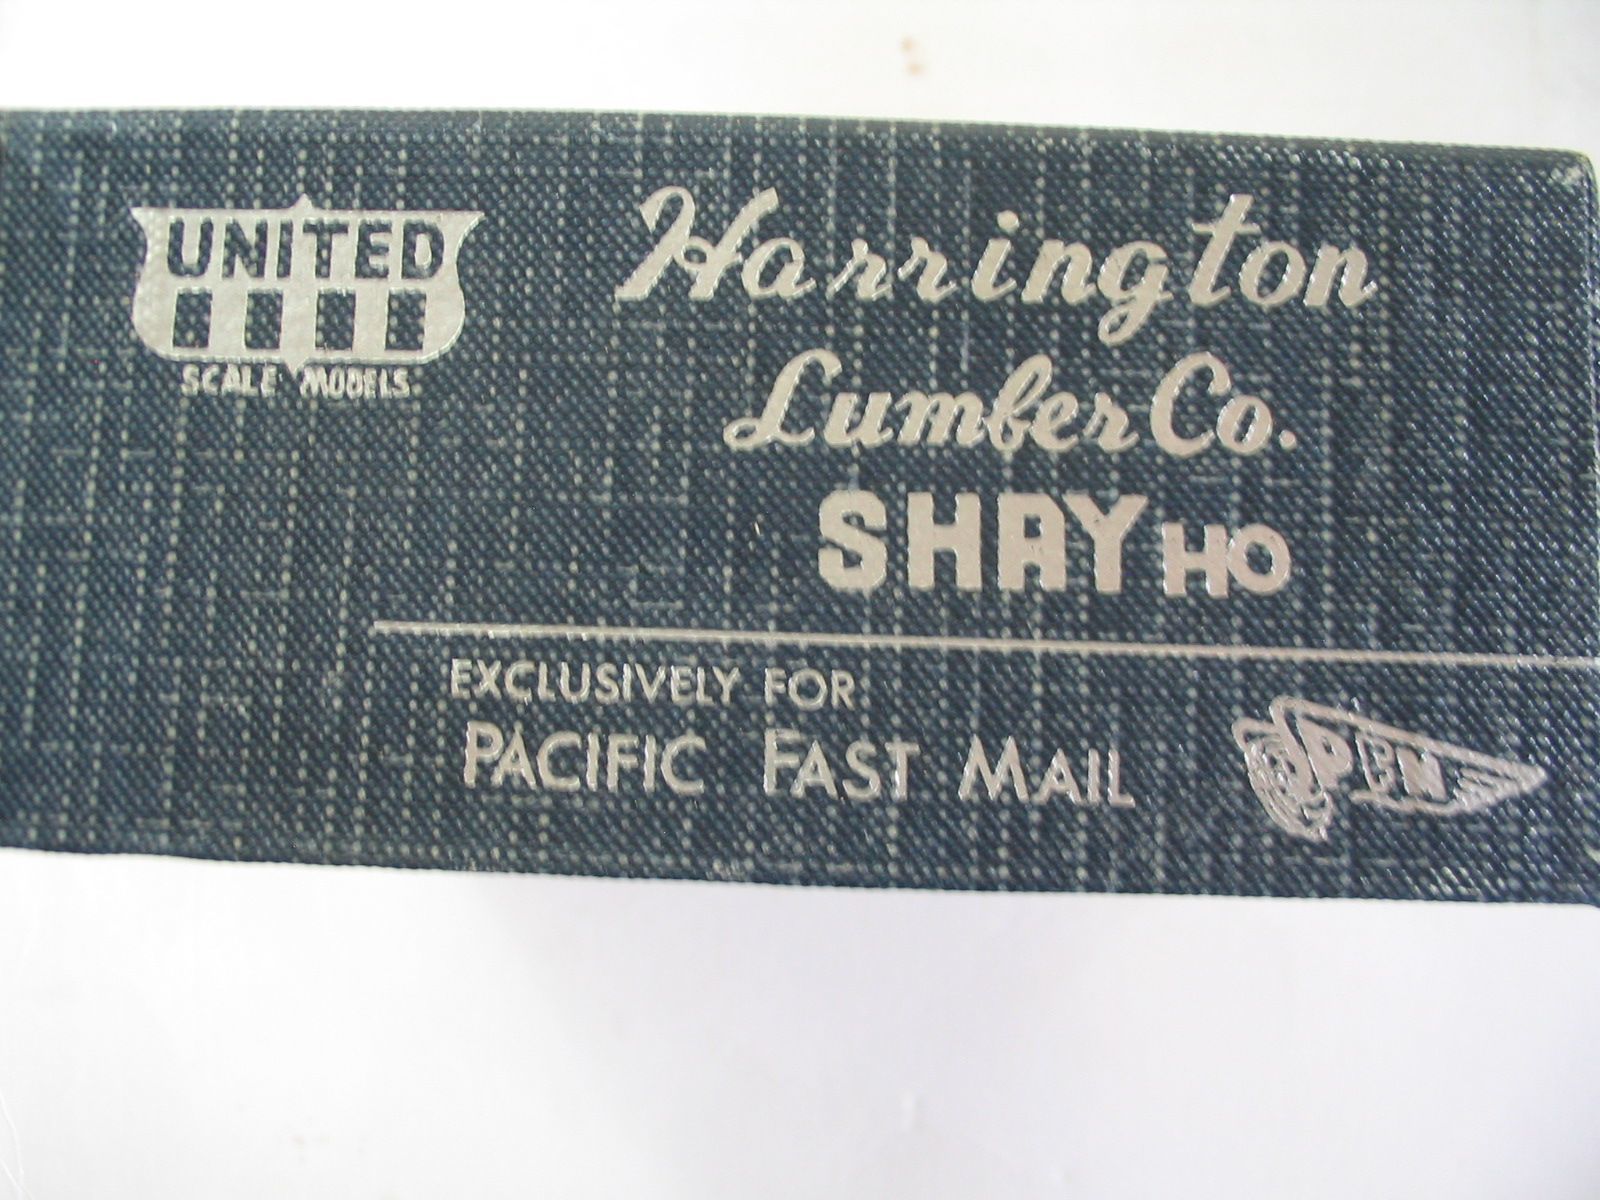 UNITED
SCALE MODELS
Harrington
Lumber Co.
SHAY HO
EXCLUSIVELY FOR
PACIFIC FAST MAIL
PFM